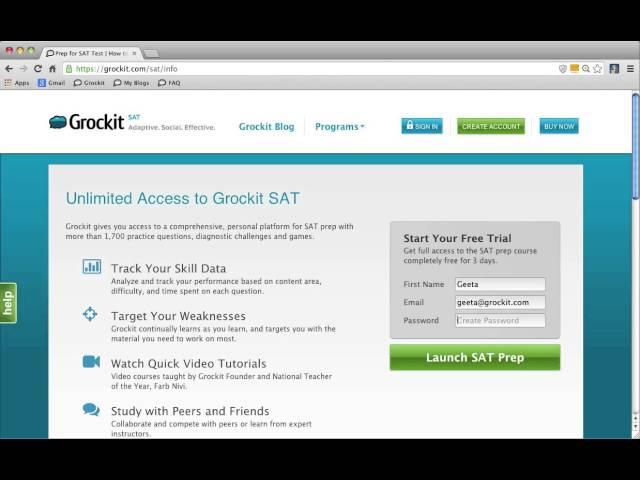 Prep for SAT Test | How to
https://grockit.com/sat/info
Apps Gmail Grockit My Blogs FAQ
Grockit SAT
Adaptive. Social. Effective.
Grockit Blog Programs
SIGN IN CREATE ACCOUNT BUY NOW
Unlimited Access to Grockit SAT
Grockit gives you access to a comprehensive, personal platform for SAT prep with
more than 1,700 practice questions, diagnostic challenges and games.
Track Your Skill Data
Analyze and track your performance based on content area,
difficulty, and time spent on each question.
Target Your Weaknesses
Grockit continually learns as you learn, and targets you with the
material you need to work on most.
Watch Quick Video Tutorials
Video courses taught by Grockit Founder and National Teacher
of the Year, Farb Nivi.
Study with Peers and Friends
Collaborate and compete with peers or learn from expert
instructors.
Start Your Free Trial
Get full access to the SAT prep course
completely free for 3 days.
First Name Geeta
Email geeta@grockit.com
Password Create Password
Launch SAT Prep
help